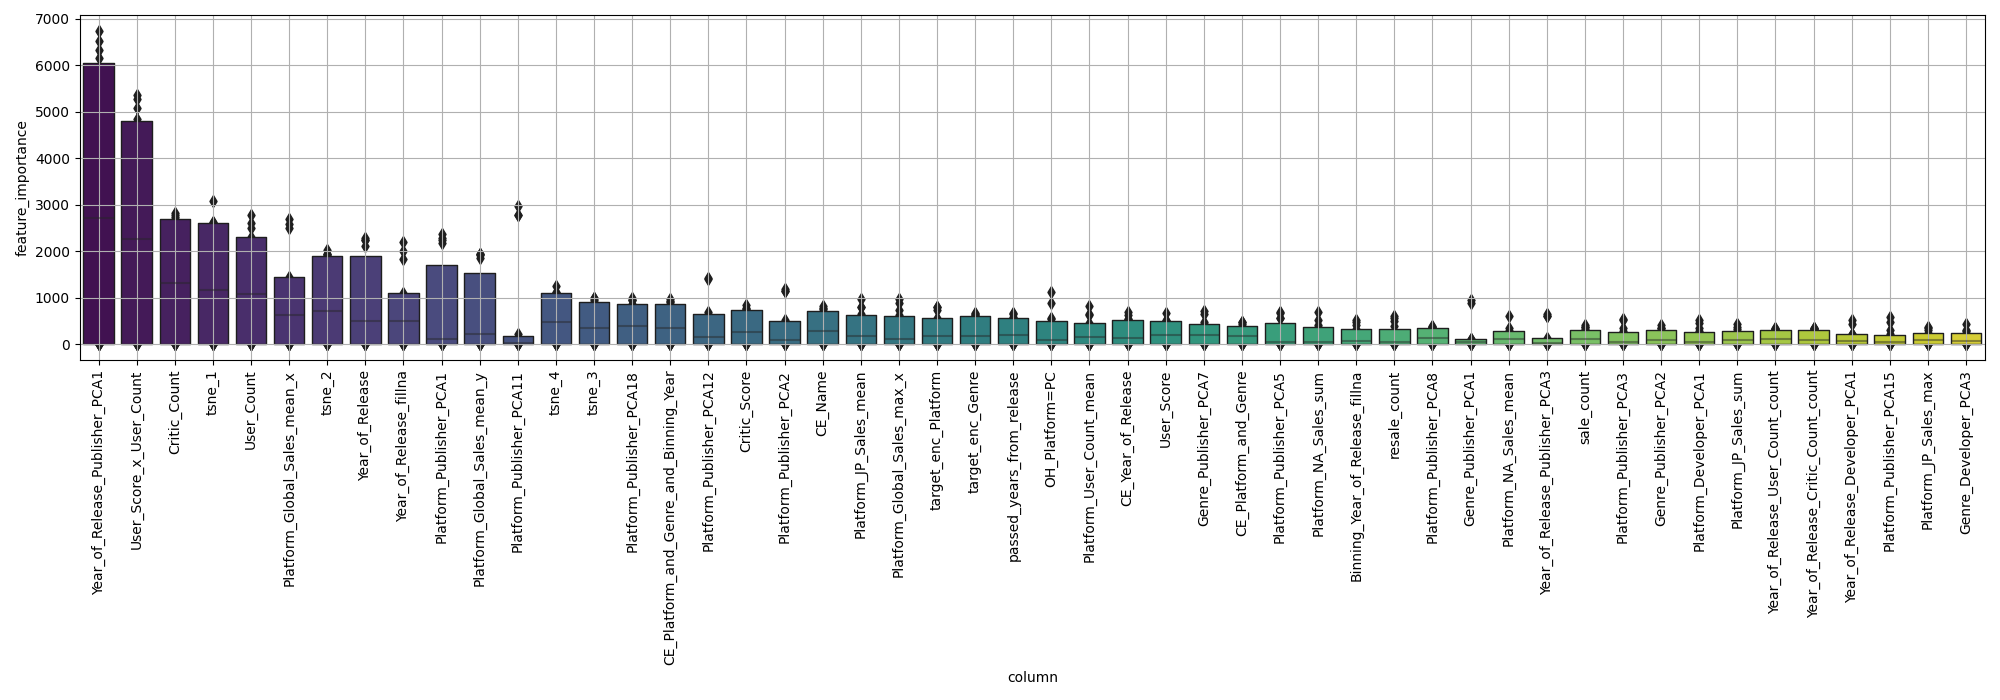 7000
6000
5000
4000
3000
2000
1000
0
feature_importance
Year_of_Release_Publisher_PCA1
User_Score_x_User_Count
Critic_Count
tsne_1
User_Count
Platform_Global_Sales_mean_x
tsne_2
Year_of_Release
Year_of_Release_fillna
Platform_Publisher_PCA1
Platform_Global_Sales_mean_y
Platform_Publisher_PCA11
tsne_4
tsne_3
Platform_Publisher_PCA18
CE_Platform_and_Genre_and_Binning_Year
Platform_Publisher_PCA12
Critic_Score
Platform_Publisher_PCA2
CE_Name
Platform_JP_Sales_mean
Platform_Global_Sales_max_x
target_enc_Platform
target_enc_Genre
passed_years_from_release
OH_Platform=PC
Platform_User_Count_mean
CE_Year_of_Release
User_Score
Genre_Publisher_PCA7
CE_Platform_and_Genre
Platform_Publisher_PCA5
Platform_NA_Sales_sum
Binning_Year_of_Release_fillna
resale_count
Platform_Publisher_PCA8
Genre_Publisher_PCA1
Platform_NA_Sales_mean
Year_of_Release_Publisher_PCA3
sale_count
Platform_Publisher_PCA3
Genre_Publisher_PCA2
Platform_Developer_PCA1
Platform_JP_Sales_sum
Year_of_Release_User_Count_count
Year_of_Release_Critic_Count_count
Year_of_Release_Developer_PCA1
Platform_Publisher_PCA15
Platform_JP_Sales_max
Genre_Developer_PCA3
column